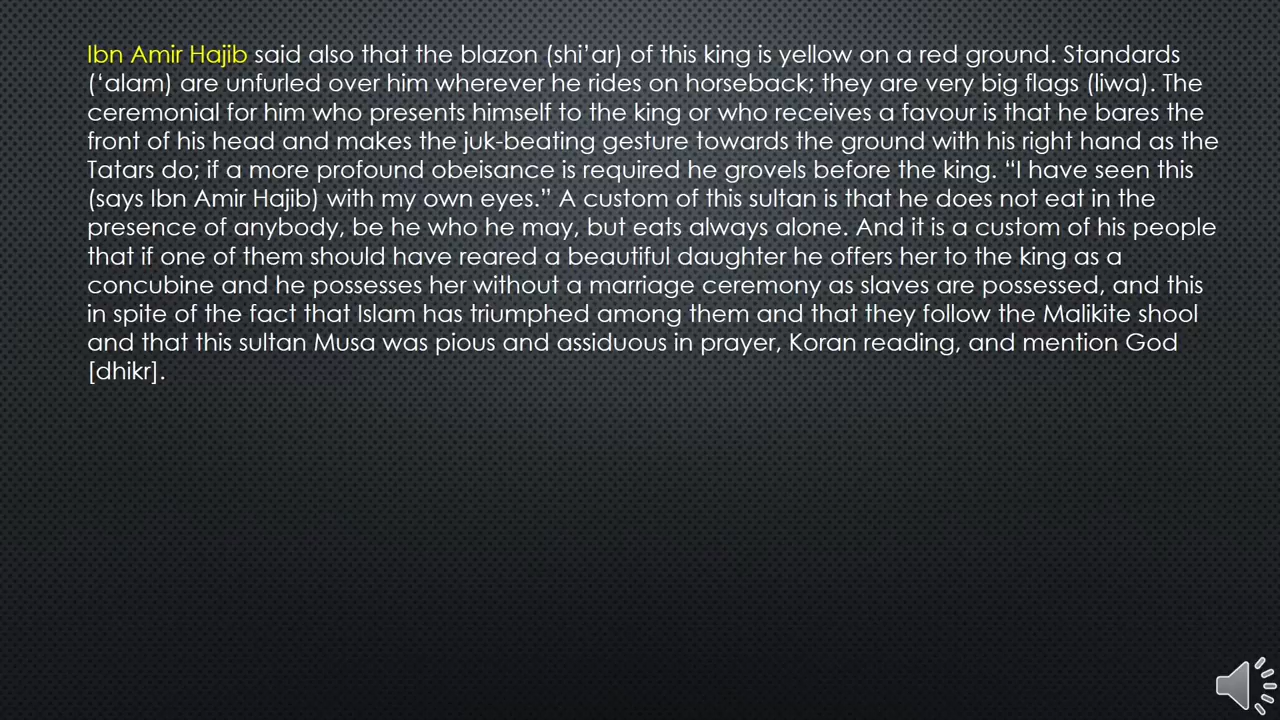 Ibn Amir Hajib said also that the blazon (shi’ar) of this king is yellow on a red ground. Standards
(‘alam) are unfurled over him wherever he rides on horseback; they are very big flags (liwa). The
ceremonial for him who presents himself to the king or who receives a favour is that he bares the
front of his head and makes the juk-beating gesture towards the ground with his right hand as the
Tatars do; if a more profound obeisance is required he grovels before the king. “I have seen this
(says Ibn Amir Hajib) with my own eyes.” A custom of this sultan is that he does not eat in the
presence of anybody, be he who he may, but eats always alone. And it is a custom of his people
that if one of them should have reared a beautiful daughter he offers her to the king as a
concubine and he possesses her without a marriage ceremony as slaves are possessed, and this
in spite of the fact that Islam has triumphed among them and that they follow the Malikite shool
and that this sultan Musa was pious and assiduous in prayer, Koran reading, and mention God
[dhikr].